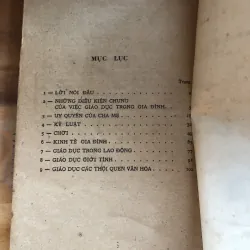 MỤC LỤC
Trang
1 — LỜI NÓI ĐẦU
2 — NHỮNG ĐIỀU KIỆN CHUNG
CỦA VIỆC GIÁO DỤC TRONG GIA ĐÌNH.
3 — UY QUYỀN CỦA CHA MẸ
4 — KỶ LUẬT
5 — CHƠI
6 — KINH TẾ GIA ĐÌNH
7 — GIÁO DỤC TRONG LAO ĐỘNG 77
8 — GIÁO DỤC GIỚI TÍNH
9 — GIÁO DỤC CÁC THÓI QUEN VĂN HÓA